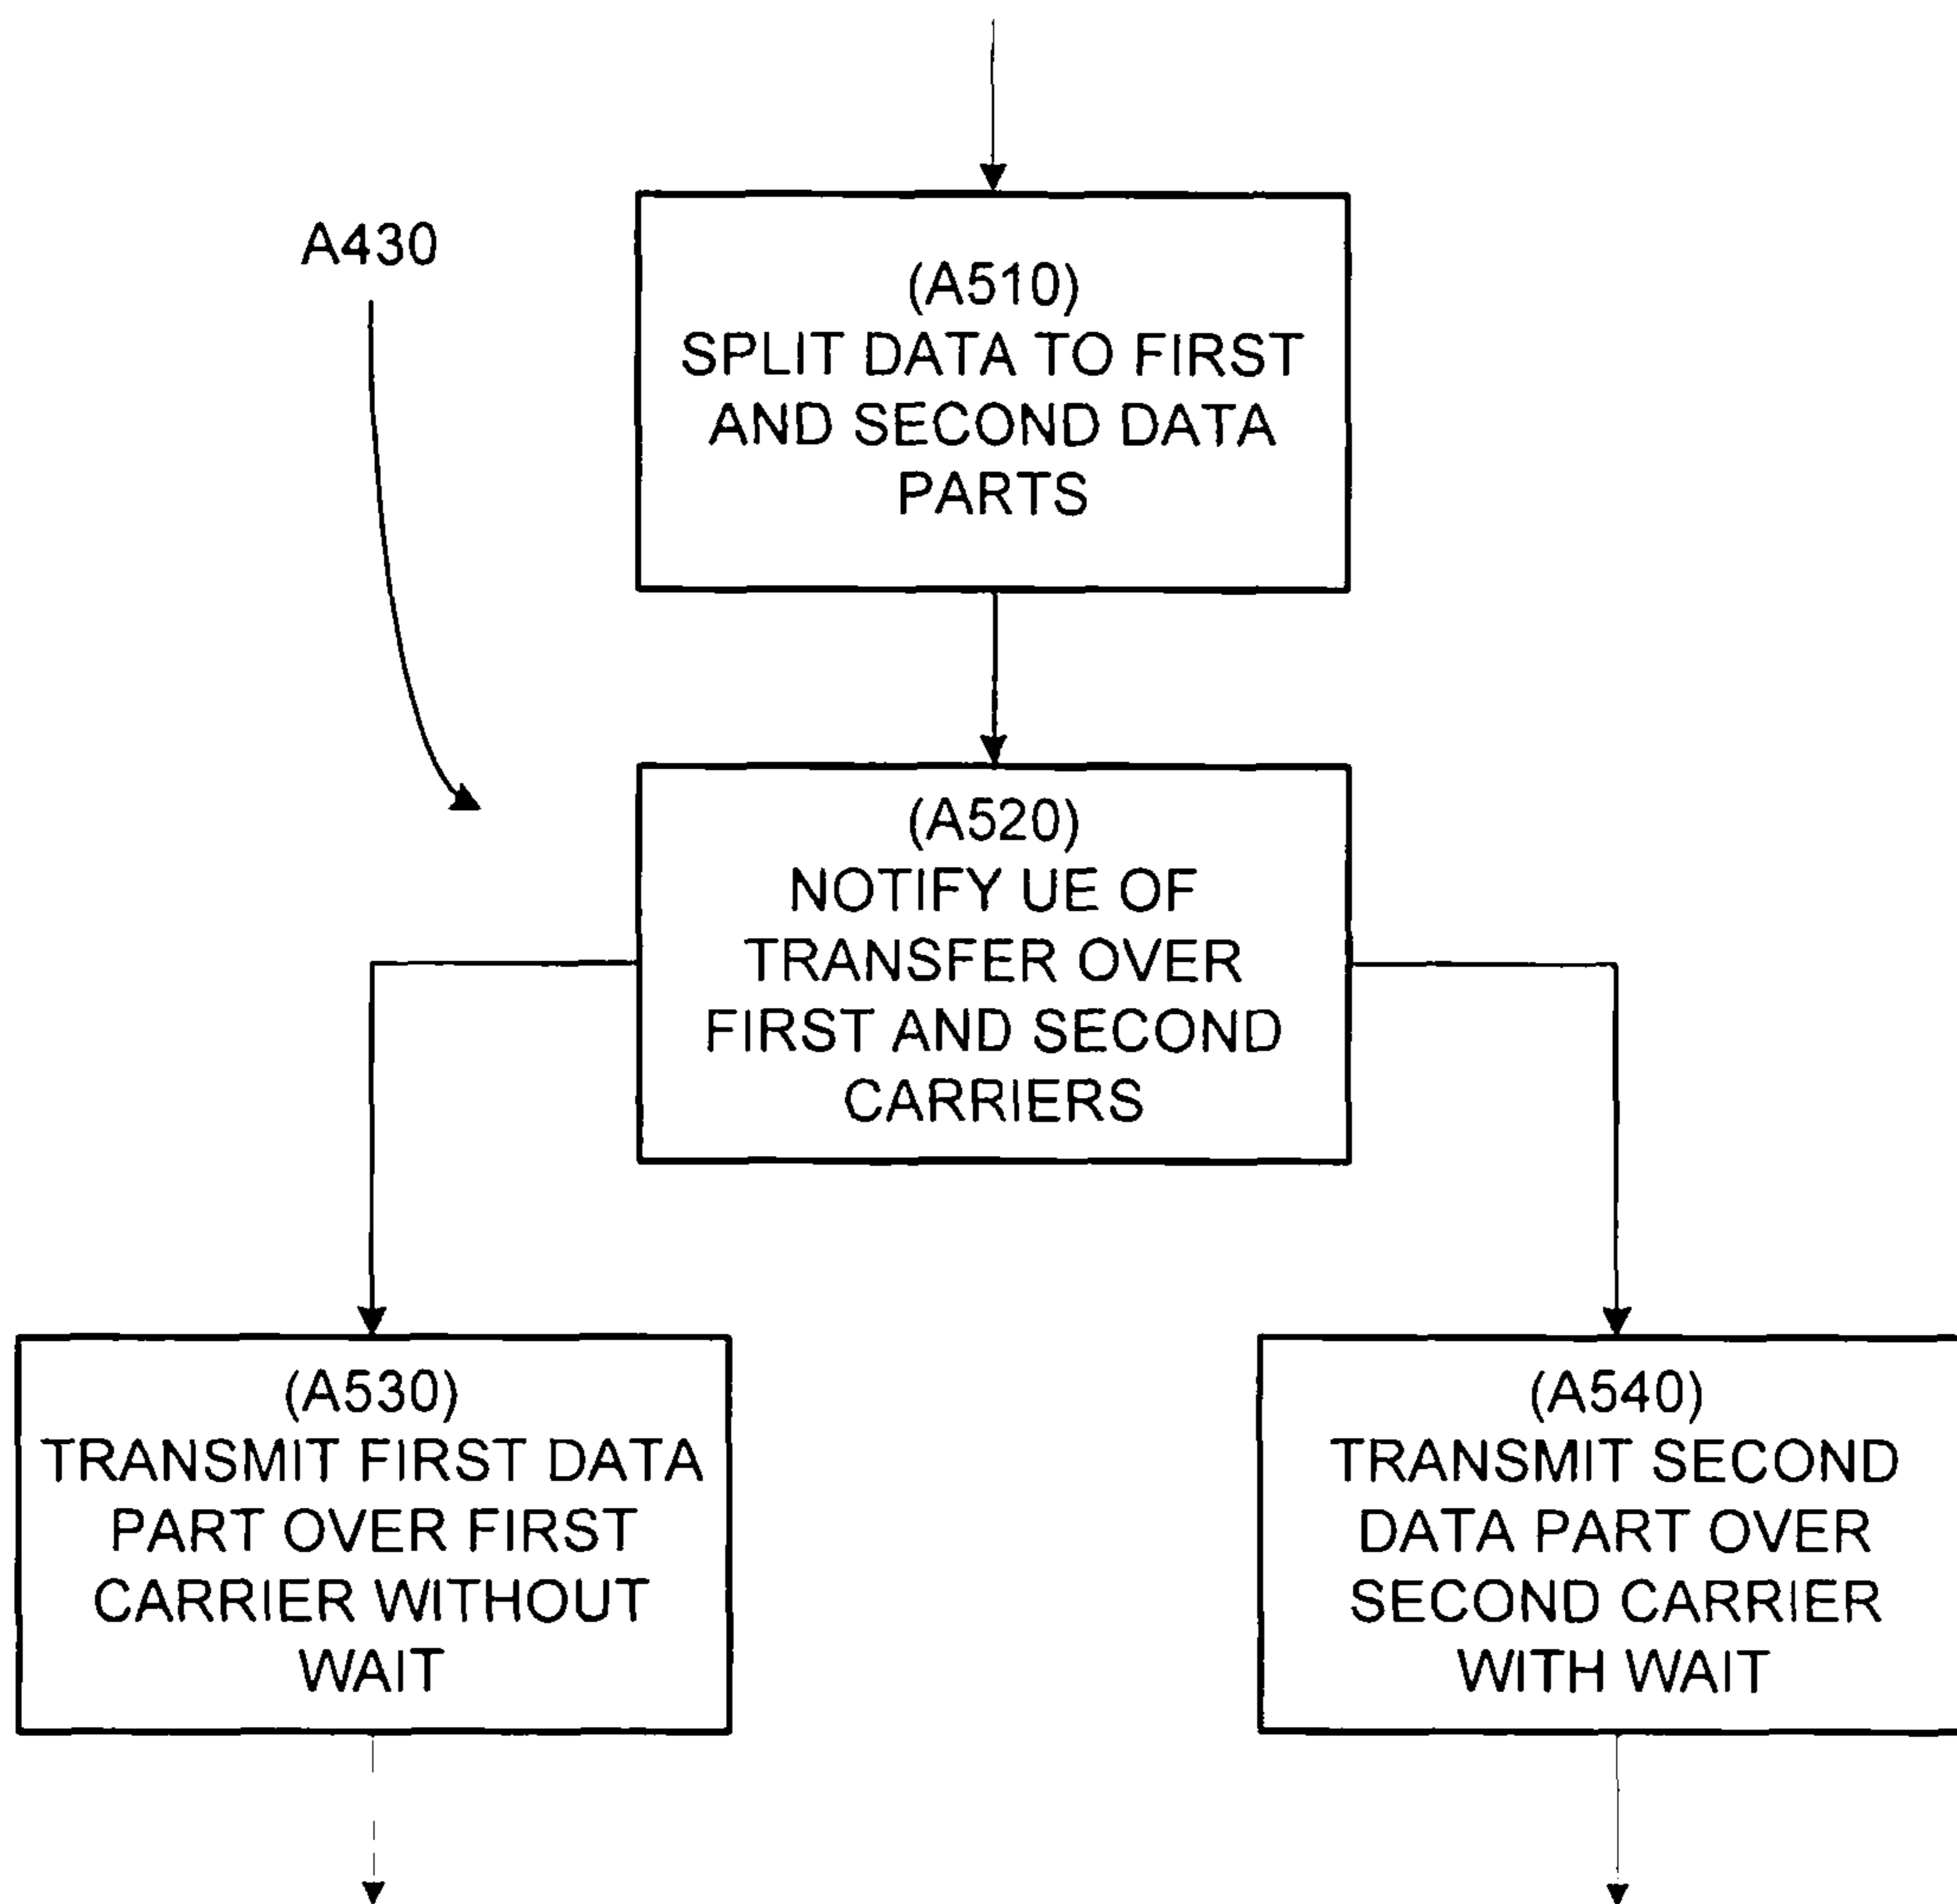 A430
(A510)
SPLIT DATA TO FIRST
AND SECOND DATA
PARTS
(A520)
NOTIFY UE OF
TRANSFER OVER
FIRST AND SECOND
CARRIERS
(A530)
TRANSMIT FIRST DATA
PART OVER FIRST
CARRIER WITHOUT
WAIT
(A540)
TRANSMIT SECOND
DATA PART OVER
SECOND CARRIER
WITH WAIT